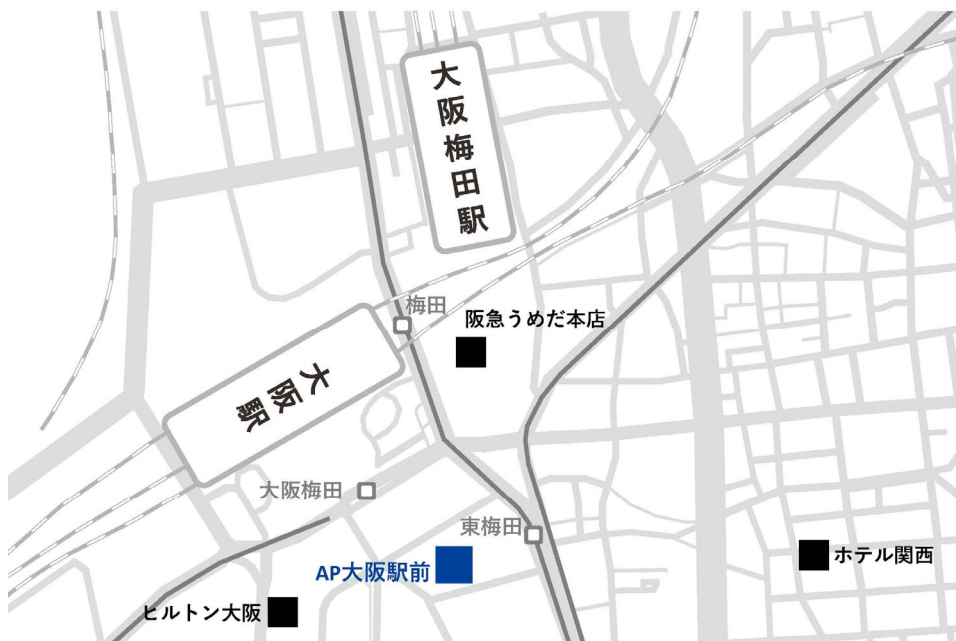 大阪梅田駅
梅田
阪急うめだ本店
大阪駅
大阪梅田
東梅田
ホテル関西
AP大阪駅前
ヒルトン大阪